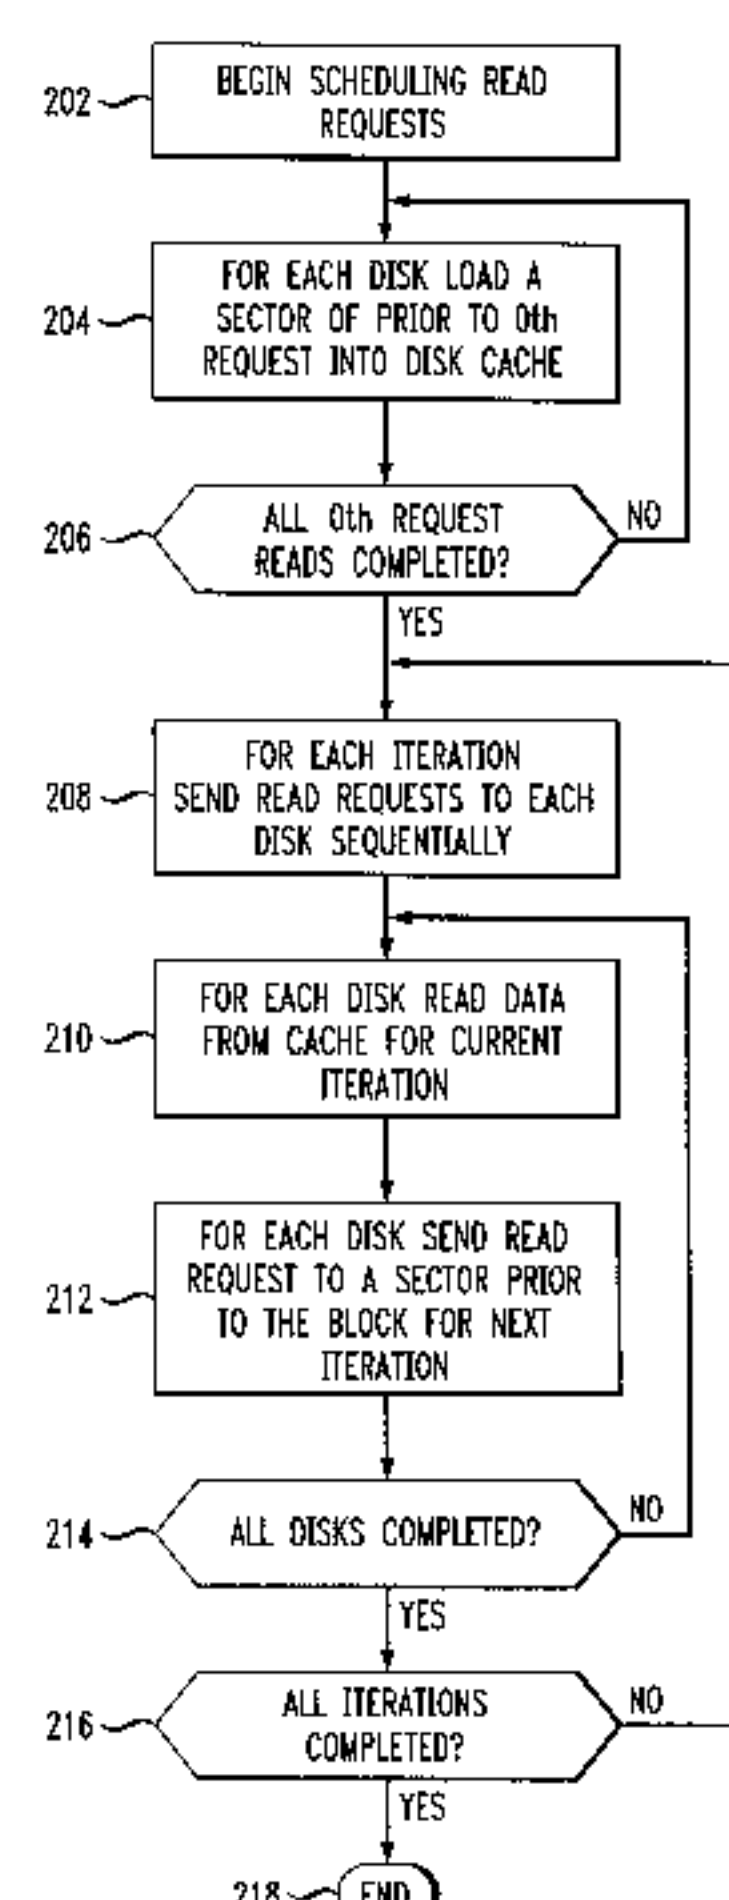 202
BEGIN SCHEDULING READ
REQUESTS
204
FOR EACH DISK LOAD A
SECTOR OF PRIOR TO 0th
REQUEST INTO DISK CACHE
206
ALL 0th REQUEST
READS COMPLETED?
NO
YES
208
FOR EACH ITERATION
SEND READ REQUESTS TO EACH
DISK SEQUENTIALLY
210
FOR EACH DISK READ DATA
FROM CACHE FOR CURRENT
ITERATION
212
FOR EACH DISK SEND READ
REQUEST TO A SECTOR PRIOR
TO THE BLOCK FOR NEXT
ITERATION
214
ALL DISKS COMPLETED?
NO
YES
216
ALL ITERATIONS
COMPLETED?
NO
YES
218
END